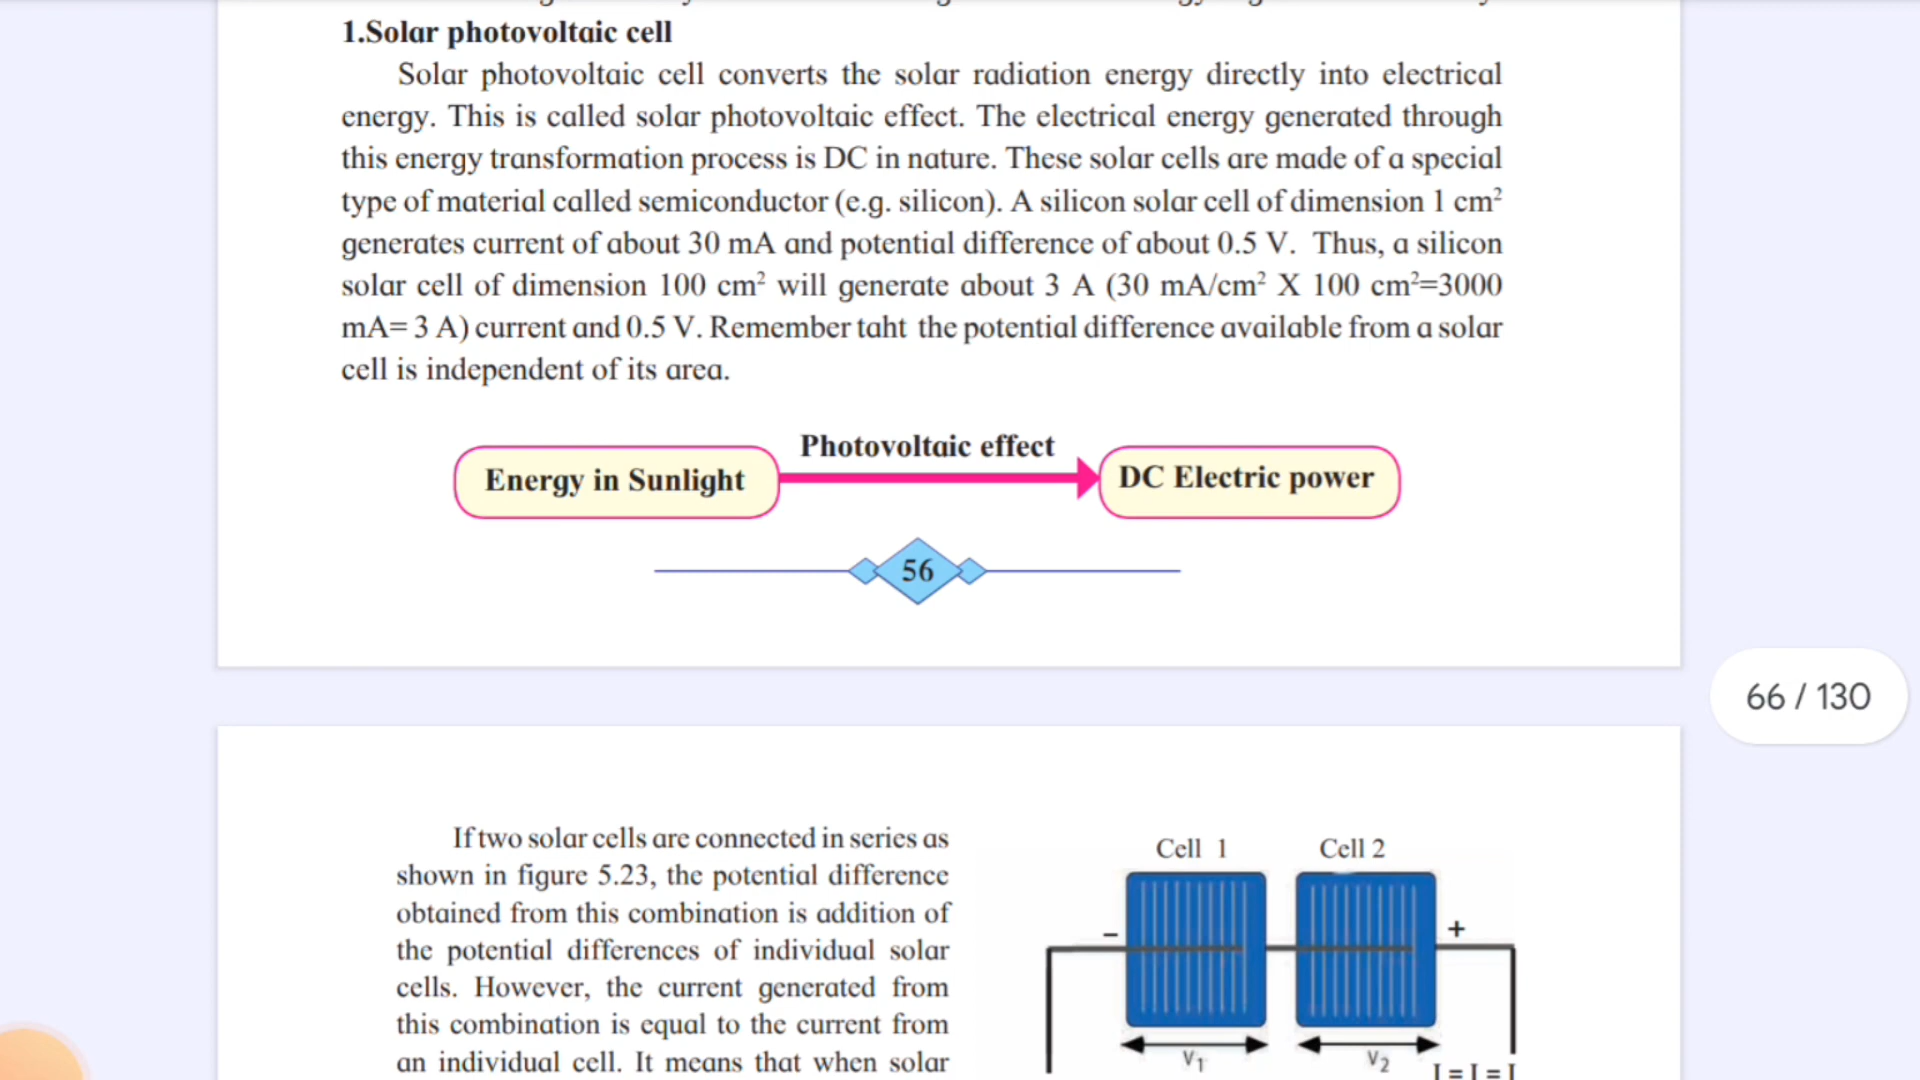 1.Solar photovoltaic cell
Solar photovoltaic cell converts the solar radiation energy directly into electrical
energy. This is called solar photovoltaic effect. The electrical energy generated through
this energy transformation process is DC in nature. These solar cells are made of a special
type of material called semiconductor (e.g. silicon). A silicon solar cell of dimension 1 cm²
generates current of about 30 mA and potential difference of about 0.5 V. Thus, a silicon
solar cell of dimension 100 cm² will generate about 3 A (30 mA/cm² X 100 cm²=3000
mA= 3 A) current and 0.5 V. Remember taht the potential difference available from a solar
cell is independent of its area.
Photovoltaic effect
Energy in Sunlight
DC Electric power
56
66 / 130
If two solar cells are connected in series as
shown in figure 5.23, the potential difference
obtained from this combination is addition of
the potential differences of individual solar
cells. However, the current generated from
this combination is equal to the current from
an individual cell. It means that when solar
Cell 1
Cell 2
–
+
V₁
V₂
I = I = I